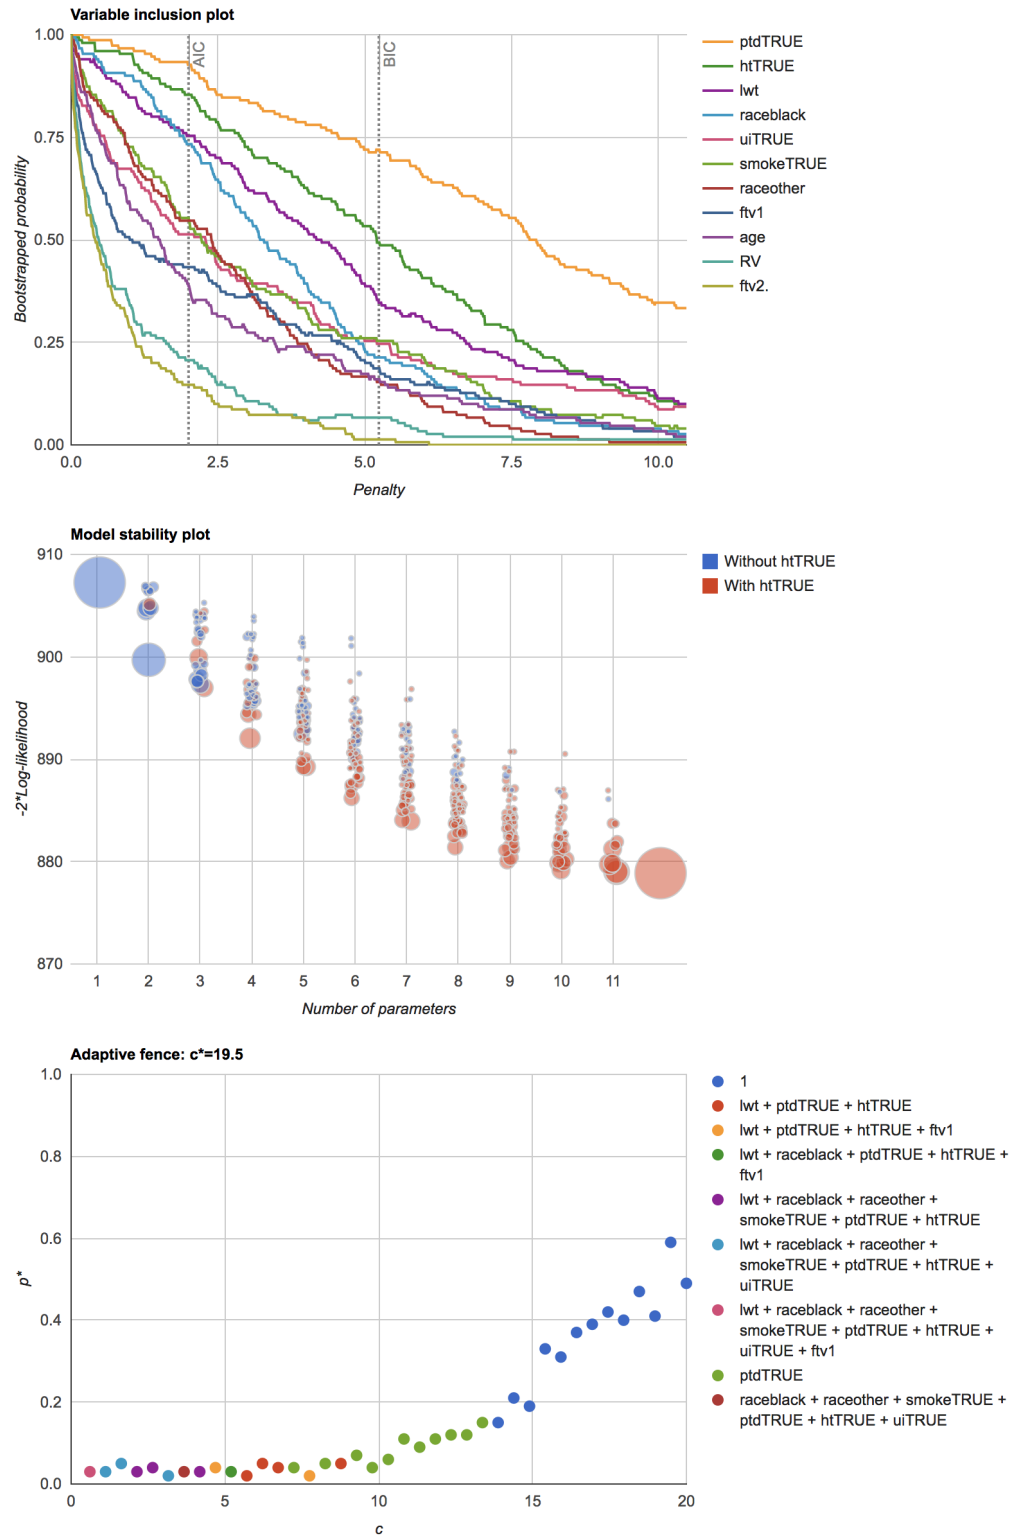 Variable inclusion plot
1.00
0.75
0.50
0.25
0.00
Bootstrapped probability
AIC
BIC
0.0 2.5 5.0 7.5 10.0
Penalty
ptdTRUE
htTRUE
lwt
raceblack
uiTRUE
smokeTRUE
raceother
ftv1
age
RV
ftv2.
Model stability plot
910
900
890
880
870
-2*Log-likelihood
1 2 3 4 5 6 7 8 9 10 11
Number of parameters
Without htTRUE
With htTRUE
Adaptive fence: c*=19.5
1.0
0.8
0.6
0.4
0.2
0.0
p*
0 5 10 15 20
c
1
lwt + ptdTRUE + htTRUE
lwt + ptdTRUE + htTRUE + ftv1
lwt + raceblack + ptdTRUE + htTRUE +
ftv1
lwt + raceblack + raceother +
smokeTRUE + ptdTRUE + htTRUE
lwt + raceblack + raceother +
smokeTRUE + ptdTRUE + htTRUE +
uiTRUE
lwt + raceblack + raceother +
smokeTRUE + ptdTRUE + htTRUE +
uiTRUE + ftv1
ptdTRUE
raceblack + raceother + smokeTRUE +
ptdTRUE + htTRUE + uiTRUE